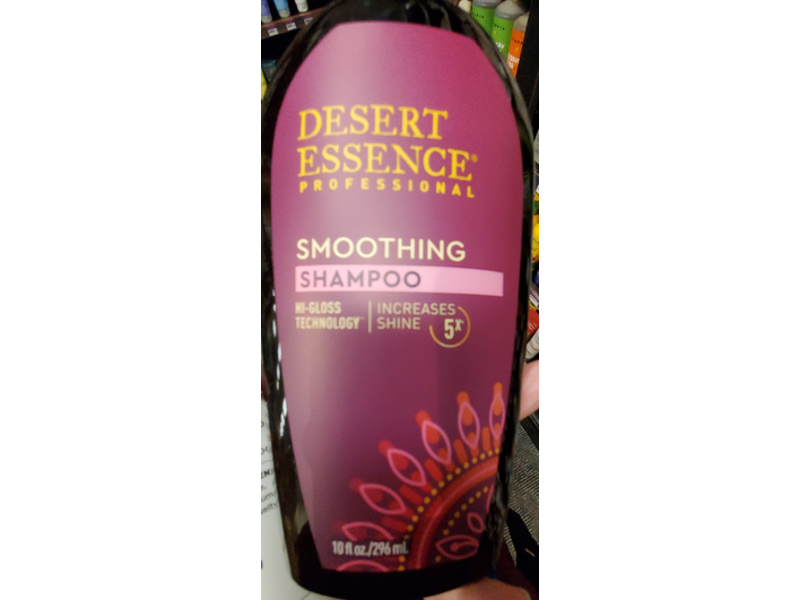 DESERT
ESSENCE®
PROFESSIONAL
SMOOTHING
SHAMPOO
HI-GLOSS
TECHNOLOGY
INCREASES
SHINE 5X
10 fl oz./296 mL